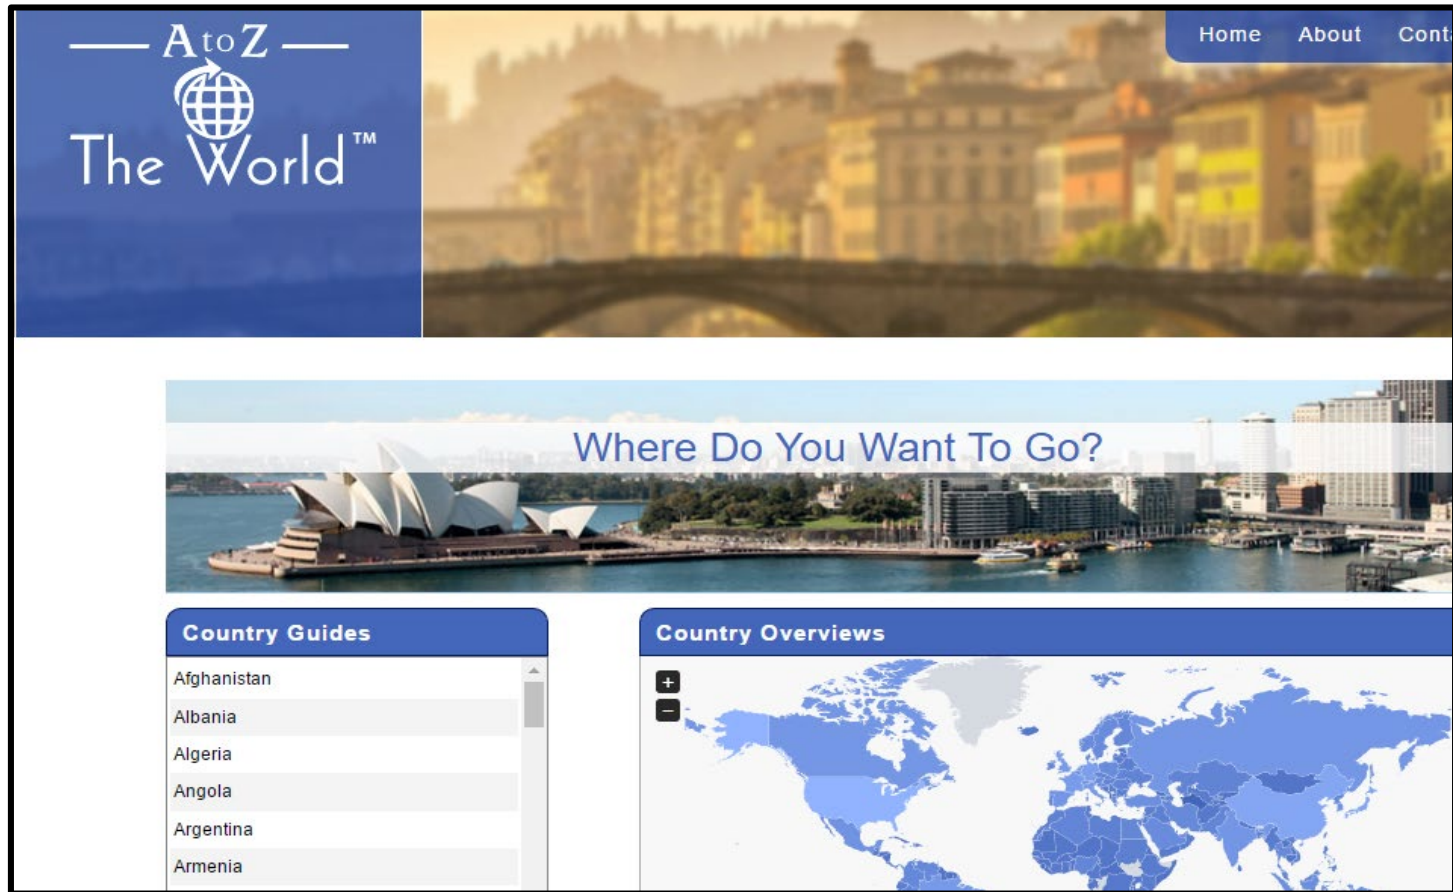 A to Z
The World™
Home About Conta
Where Do You Want To Go?
Country Guides
Afghanistan
Albania
Algeria
Angola
Argentina
Armenia
Country Overviews
+
−